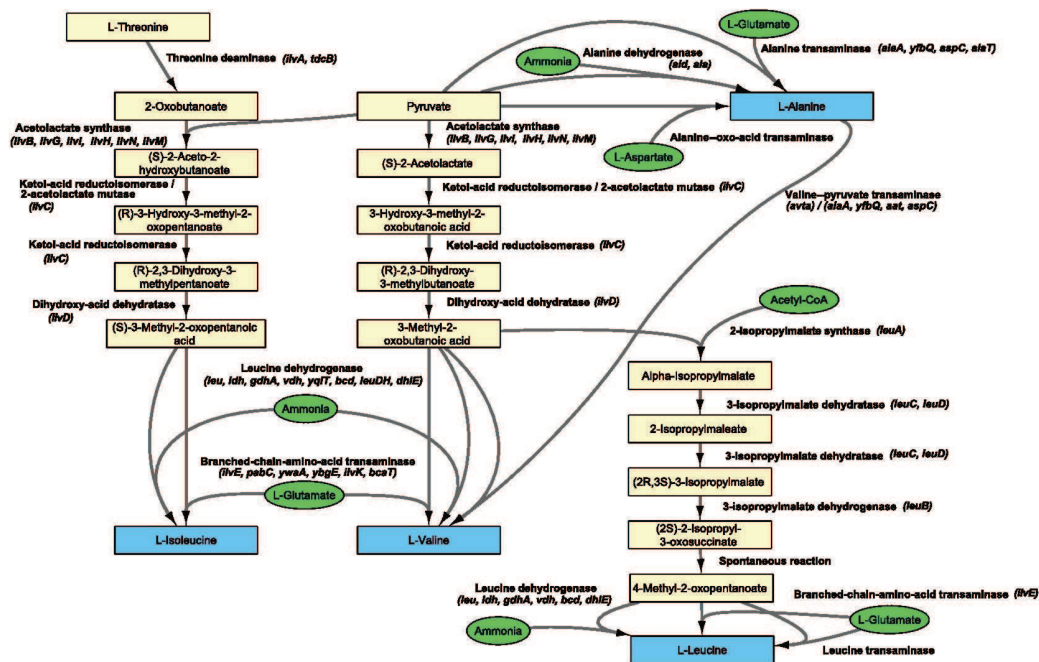 L-Threonine
Threonine deaminase (ilvA, tdcB)
2-Oxobutanoate
Pyruvate
L-Alanine
L-Glutamate
Alanine transaminase (alaA, yfbQ, aspC, alaT)
Alanine dehydrogenase
(ald, ala)
Ammonia
Alanine--oxo-acid transaminase
L-Aspartate
Acetolactate synthase
(ilvB, ilvG, ilvI, ilvH, ilvN, ilvM)
(S)-2-Aceto-2-
hydroxybutanoate
Ketol-acid reductoisomerase /
2-acetolactate mutase
(ilvC)
(R)-3-Hydroxy-3-methyl-2-
oxopentanoate
Ketol-acid reductoisomerase
(ilvC)
(R)-2,3-Dihydroxy-3-
methylpentanoate
Dihydroxy-acid dehydratase
(ilvD)
(S)-3-Methyl-2-oxopentanoic
acid
Acetolactate synthase
(ilvB, ilvG, ilvI, ilvH, ilvN, ilvM)
(S)-2-Acetolactate
Ketol-acid reductoisomerase / 2-acetolactate mutase (ilvC)
3-Hydroxy-3-methyl-2-
oxobutanoic acid
Ketol-acid reductoisomerase (ilvC)
(R)-2,3-Dihydroxy-
3-methylbutanoate
Dihydroxy-acid dehydratase (ilvD)
3-Methyl-2-
oxobutanoic acid
Valine--pyruvate transaminase
(avta) / (alaA, yfbQ, aat, aspC)
Leucine dehydrogenase
(leu, ldh, gdhA, vdh, yqiT, bcd, leuDH, dhlE)
Ammonia
Branched-chain-amino-acid transaminase
(ilvE, pabC, ywaA, ybgE, ilvK, bcaT)
L-Glutamate
L-Isoleucine
L-Valine
Acetyl-CoA
2-Isopropylmalate synthase (leuA)
Alpha-Isopropylmalate
3-Isopropylmalate dehydratase (leuC, leuD)
2-Isopropylmaleate
3-Isopropylmalate dehydratase (leuC, leuD)
(2R,3S)-3-Isopropylmalate
3-isopropylmalate dehydrogenase (leuB)
(2S)-2-Isopropyl-
3-oxosuccinate
Spontaneous reaction
4-Methyl-2-oxopentanoate
Leucine dehydrogenase
(leu, ldh, gdhA, vdh, bcd, dhlE)
Ammonia
Branched-chain-amino-acid transaminase (ilvE)
L-Glutamate
Leucine transaminase
L-Leucine